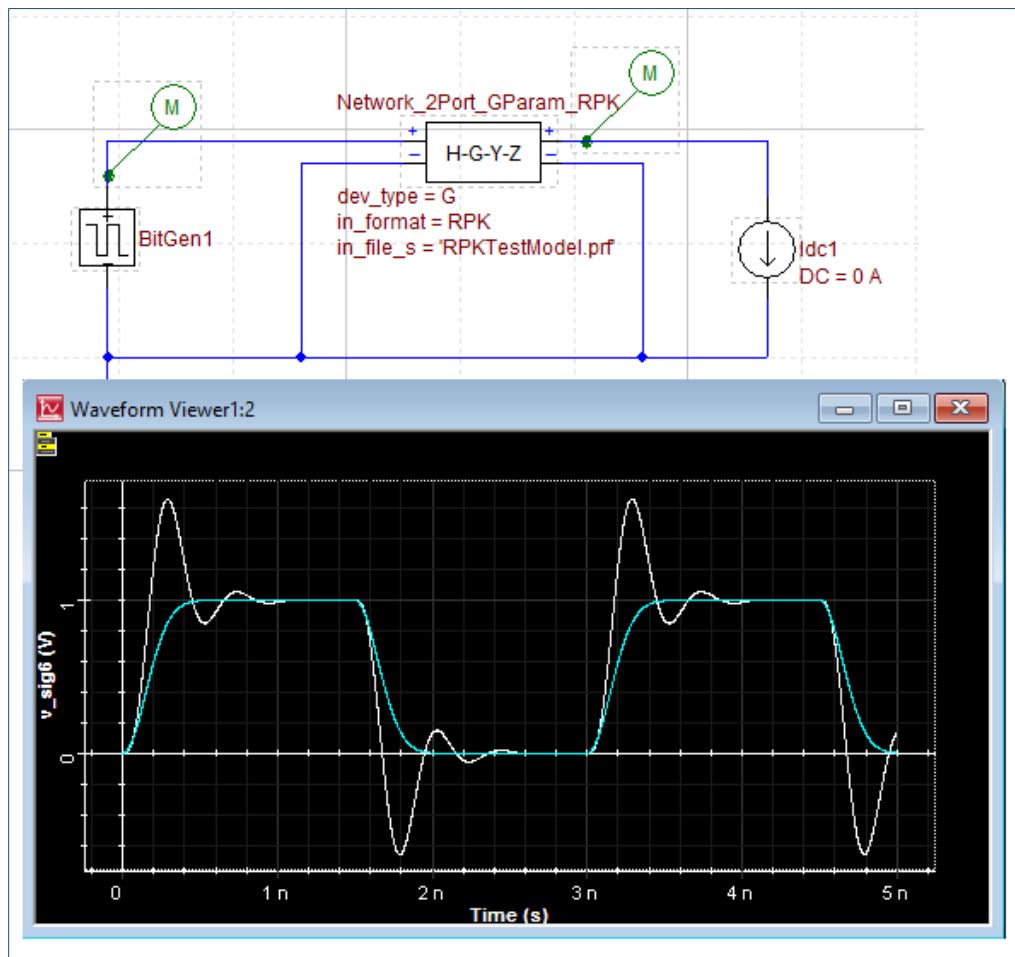 M
M
Network_2Port_GParam_RPK
+
+
−
H-G-Y-Z
−
dev_type = G
in_format = RPK
in_file_s = 'RPKTestModel.prf'
+
BitGen1
Idc1
DC = 0 A
Waveform Viewer1:2
v_sig6 (V)
1
0
0
1 n
2 n
3 n
4 n
5 n
Time (s)